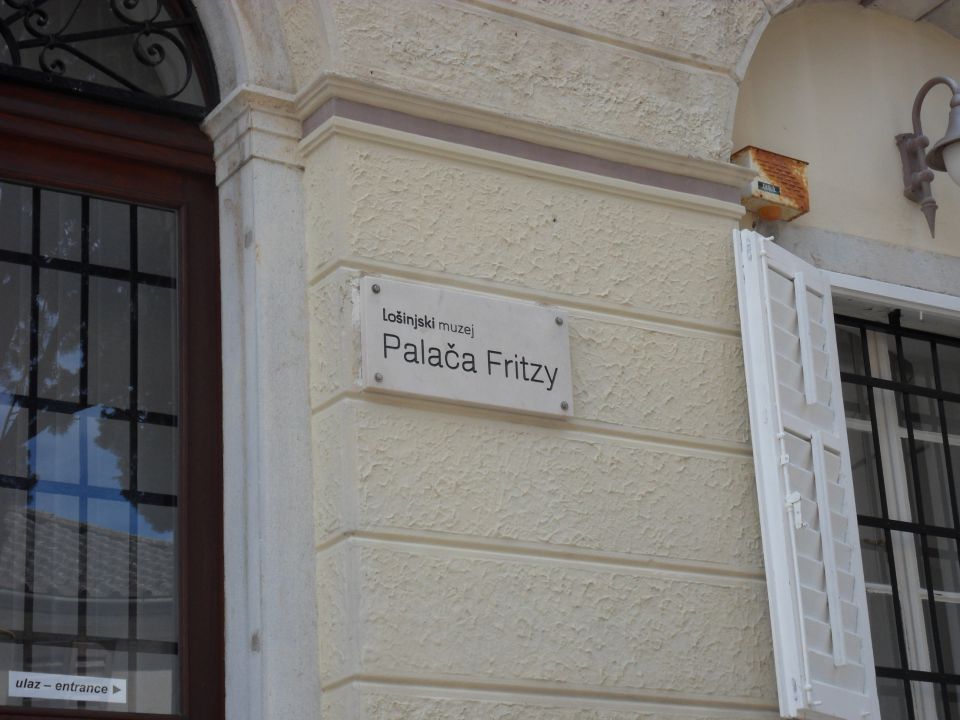 Lošinjski muzej
Palača Fritzy
ulaz – entrance